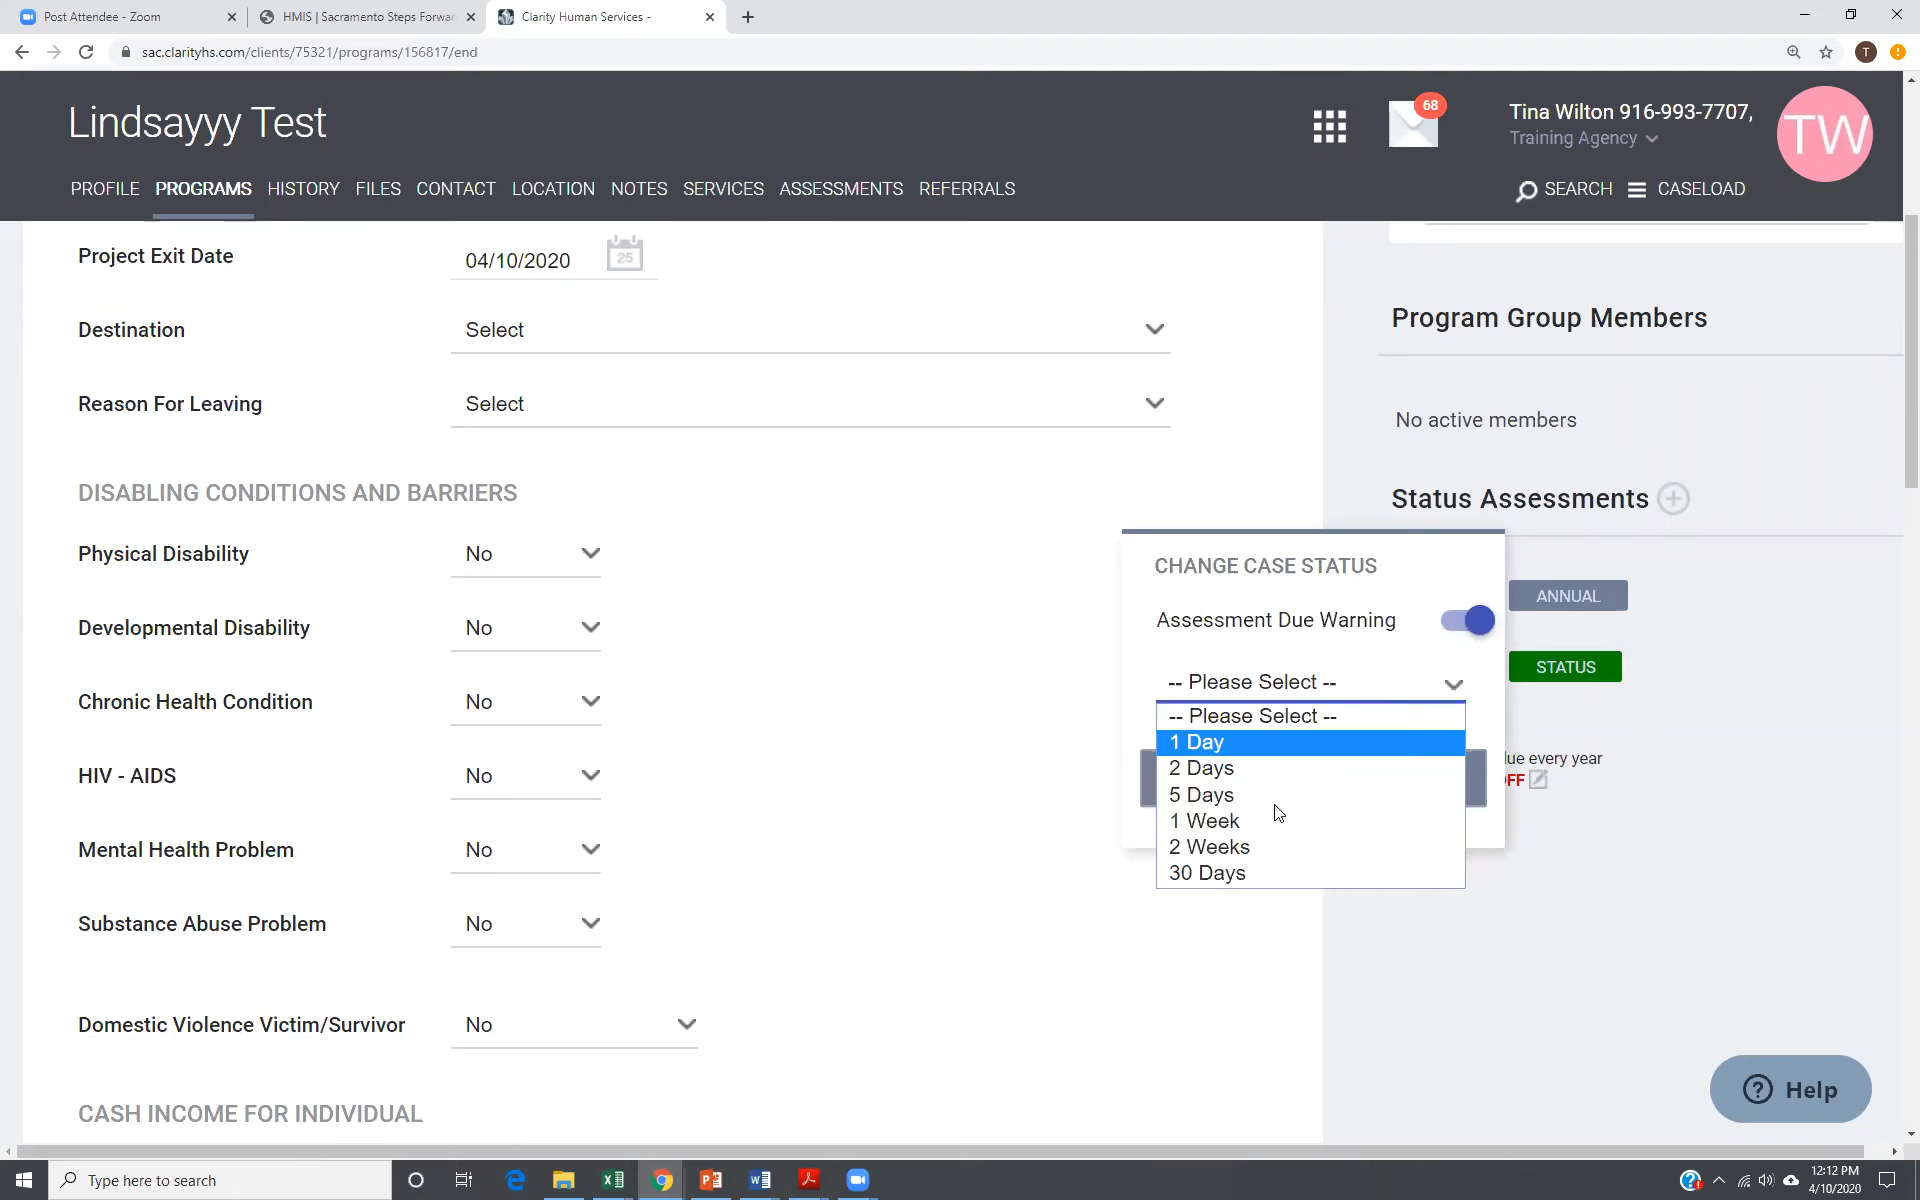 Post Attendee - Zoom
HMIS | Sacramento Steps Forwar
Clarity Human Services -
sac.clarityhs.com/clients/75321/programs/156817/end
T
Lindsayyy Test
68
Tina Wilton 916-993-7707,
Training Agency
TW
PROFILE PROGRAMS HISTORY FILES CONTACT LOCATION NOTES SERVICES ASSESSMENTS REFERRALS
SEARCH CASELOAD
Project Exit Date 04/10/2020 25
Destination Select
Reason For Leaving Select
DISABLING CONDITIONS AND BARRIERS
Physical Disability No
Developmental Disability No
Chronic Health Condition No
HIV - AIDS No
Mental Health Problem No
Substance Abuse Problem No
Domestic Violence Victim/Survivor No
CASH INCOME FOR INDIVIDUAL
CHANGE CASE STATUS
Assessment Due Warning
-- Please Select --
-- Please Select --
1 Day
2 Days
5 Days
1 Week
2 Weeks
30 Days
Program Group Members
No active members
Status Assessments
ANNUAL
STATUS
ue every year
FF
Help
Type here to search
12:12 PM
4/10/2020